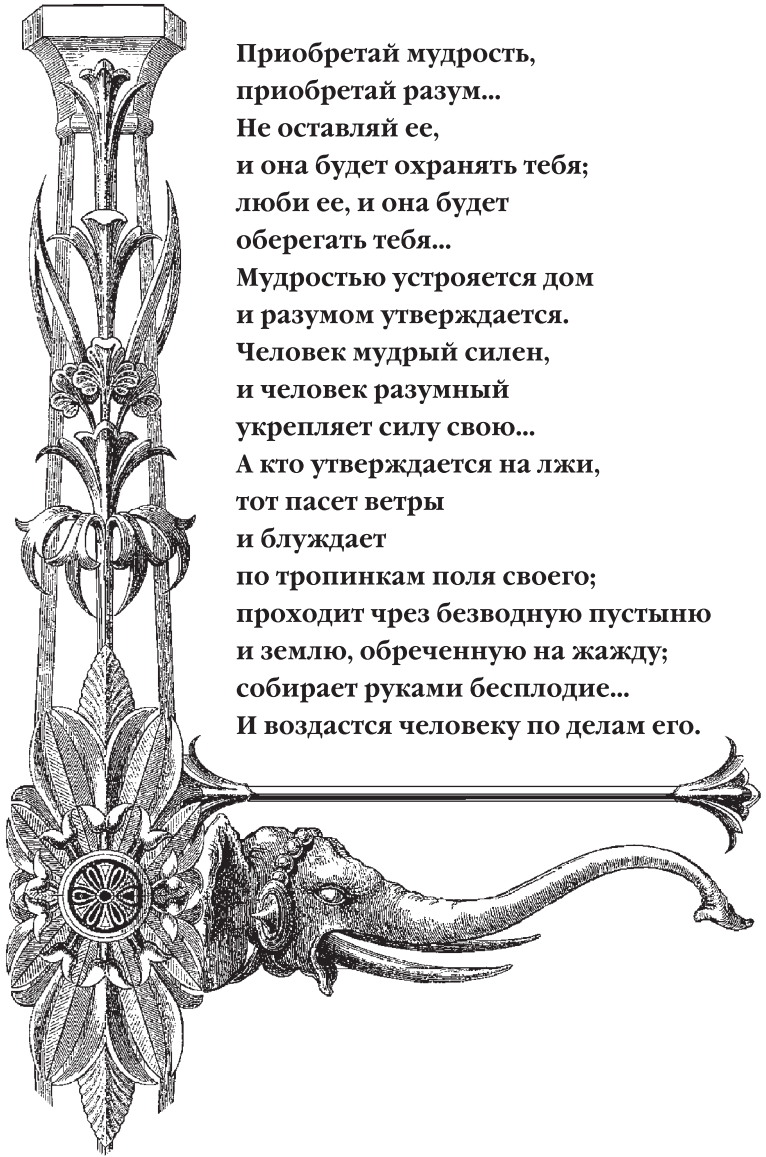 Приобретай мудрость,
приобретай разум...
Не оставляй ее,
и она будет охранять тебя;
люби ее, и она будет
оберегать тебя...
Мудростью устрояется дом
и разумом утверждается.
Человек мудрый силен,
и человек разумный
укрепляет силу свою...
А кто утверждается на лжи,
тот пасет ветры
и блуждает
по тропинкам поля своего;
проходит чрез безводную пустыню
и землю, обреченную на жажду;
собирает руками бесплодие...
И воздастся человеку по делам его.